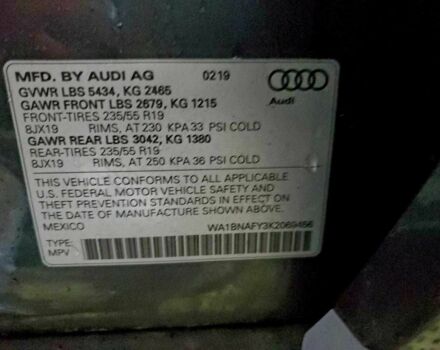 MFD. BY AUDI AG 0219
GVWR LBS 5434, KG 2465
GAWR FRONT LBS 2679, KG 1215
FRONT-TIRES 235/55 R19
8JX19 RIMS, AT 230 KPA 33 PSI COLD
GAWR REAR LBS 3042, KG 1380
REAR-TIRES 235/55 R19
8JX19 RIMS, AT 250 KPA 36 PSI COLD
Audi
THIS VEHICLE CONFORMS TO ALL APPLICABLE
U.S. FEDERAL MOTOR VEHICLE SAFETY AND
THEFT PREVENTION STANDARDS IN EFFECT ON
THE DATE OF MANUFACTURE SHOWN ABOVE.
MEXICO WA1BNAFY3K2069456
TYPE:
MPV